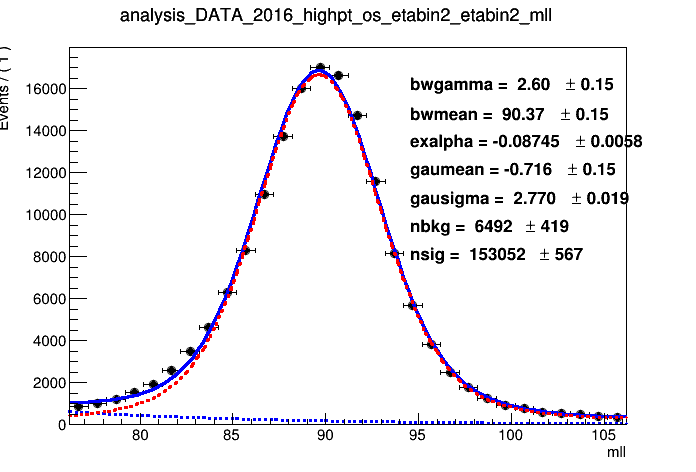 analysis_DATA_2016_highpt_os_etabin2_etabin2_mll
Events / ( 1 )
16000
14000
12000
10000
8000
6000
4000
2000
0
bwgamma = 2.60 ± 0.15
bwmean = 90.37 ± 0.15
exalpha = -0.08745 ± 0.0058
gaumean = -0.716 ± 0.15
gausigma = 2.770 ± 0.019
nbkg = 6492 ± 419
nsig = 153052 ± 567
80 85 90 95 100 105
mll